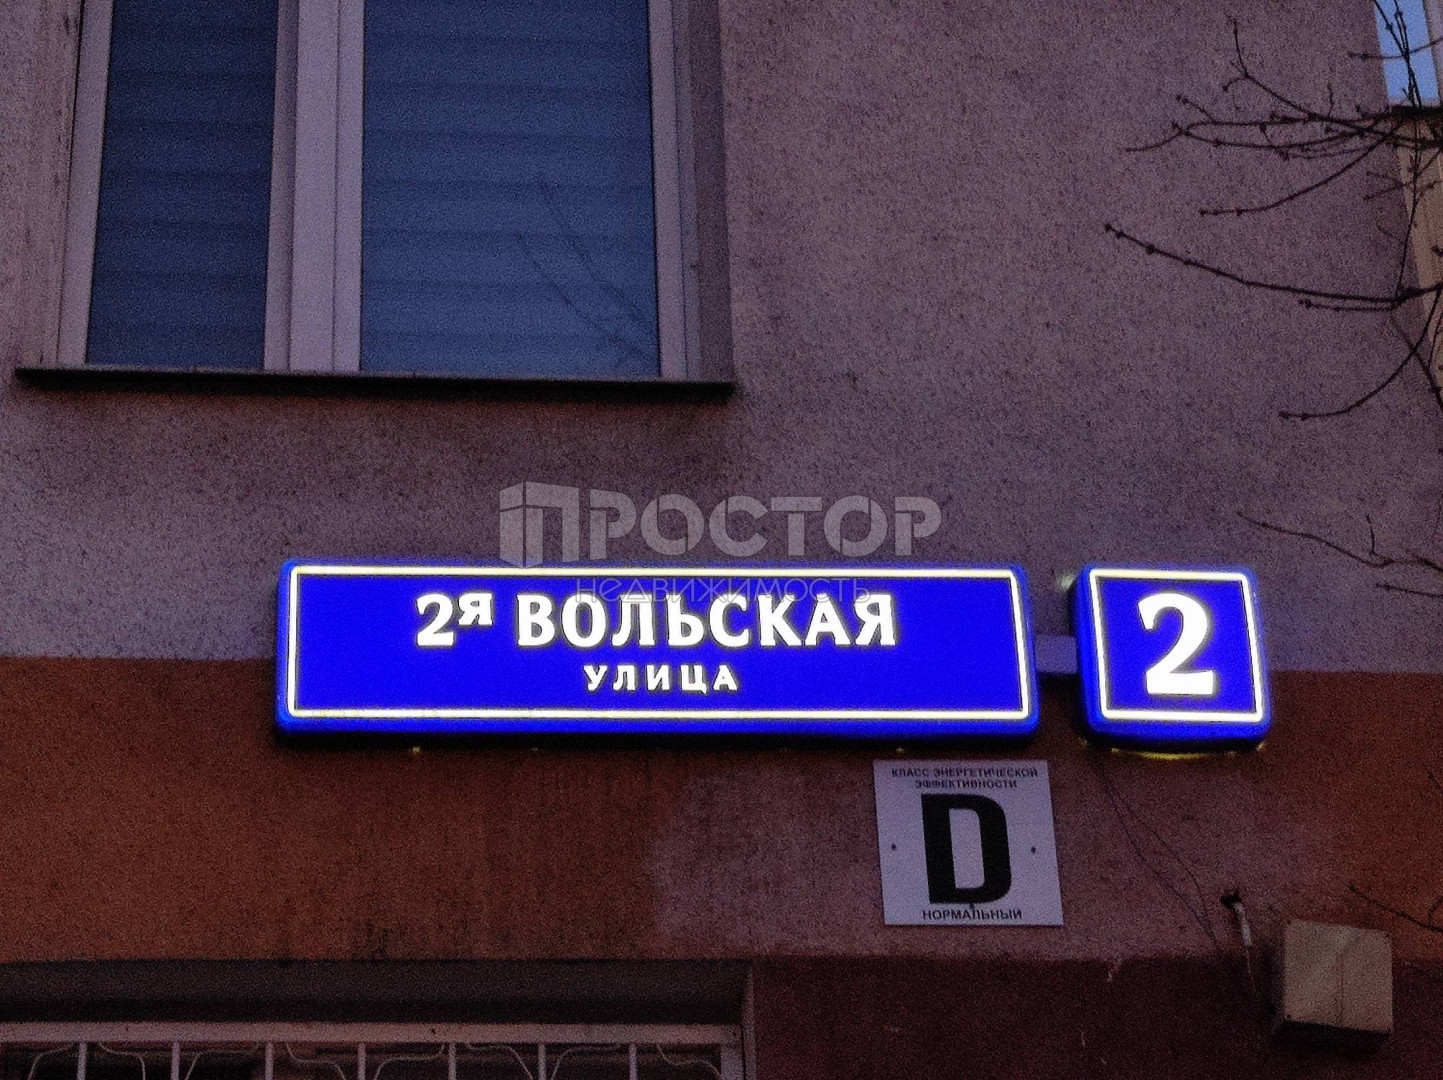 ПРОСТОР
НЕДВИЖИМОСТЬ
2Я ВОЛЬСКАЯ
УЛИЦА
2
КЛАСС ЭНЕРГЕТИЧЕСКОЙ
ЭФФЕКТИВНОСТИ
D
НОРМАЛЬНЫЙ